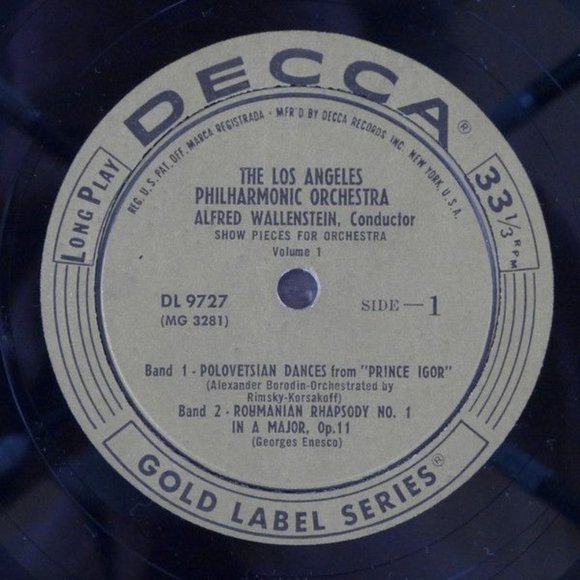 DECCA®
REG. U.S. PAT. OFF. MARCA REGISTRADA • MFR'D BY DECCA RECORDS INC. NEW YORK, U.S.A.
LONG PLAY
33 1/3 RPM
THE LOS ANGELES
PHILHARMONIC ORCHESTRA
ALFRED WALLENSTEIN, Conductor
SHOW PIECES FOR ORCHESTRA
Volume 1
DL 9727
(MG 3281)
SIDE — 1
Band 1 - POLOVETSIAN DANCES from "PRINCE IGOR"
(Alexander Borodin-Orchestrated by
Rimsky-Korsakoff)
Band 2 - ROUMANIAN RHAPSODY NO. 1
IN A MAJOR, Op.11
(Georges Enesco)
GOLD LABEL SERIES®